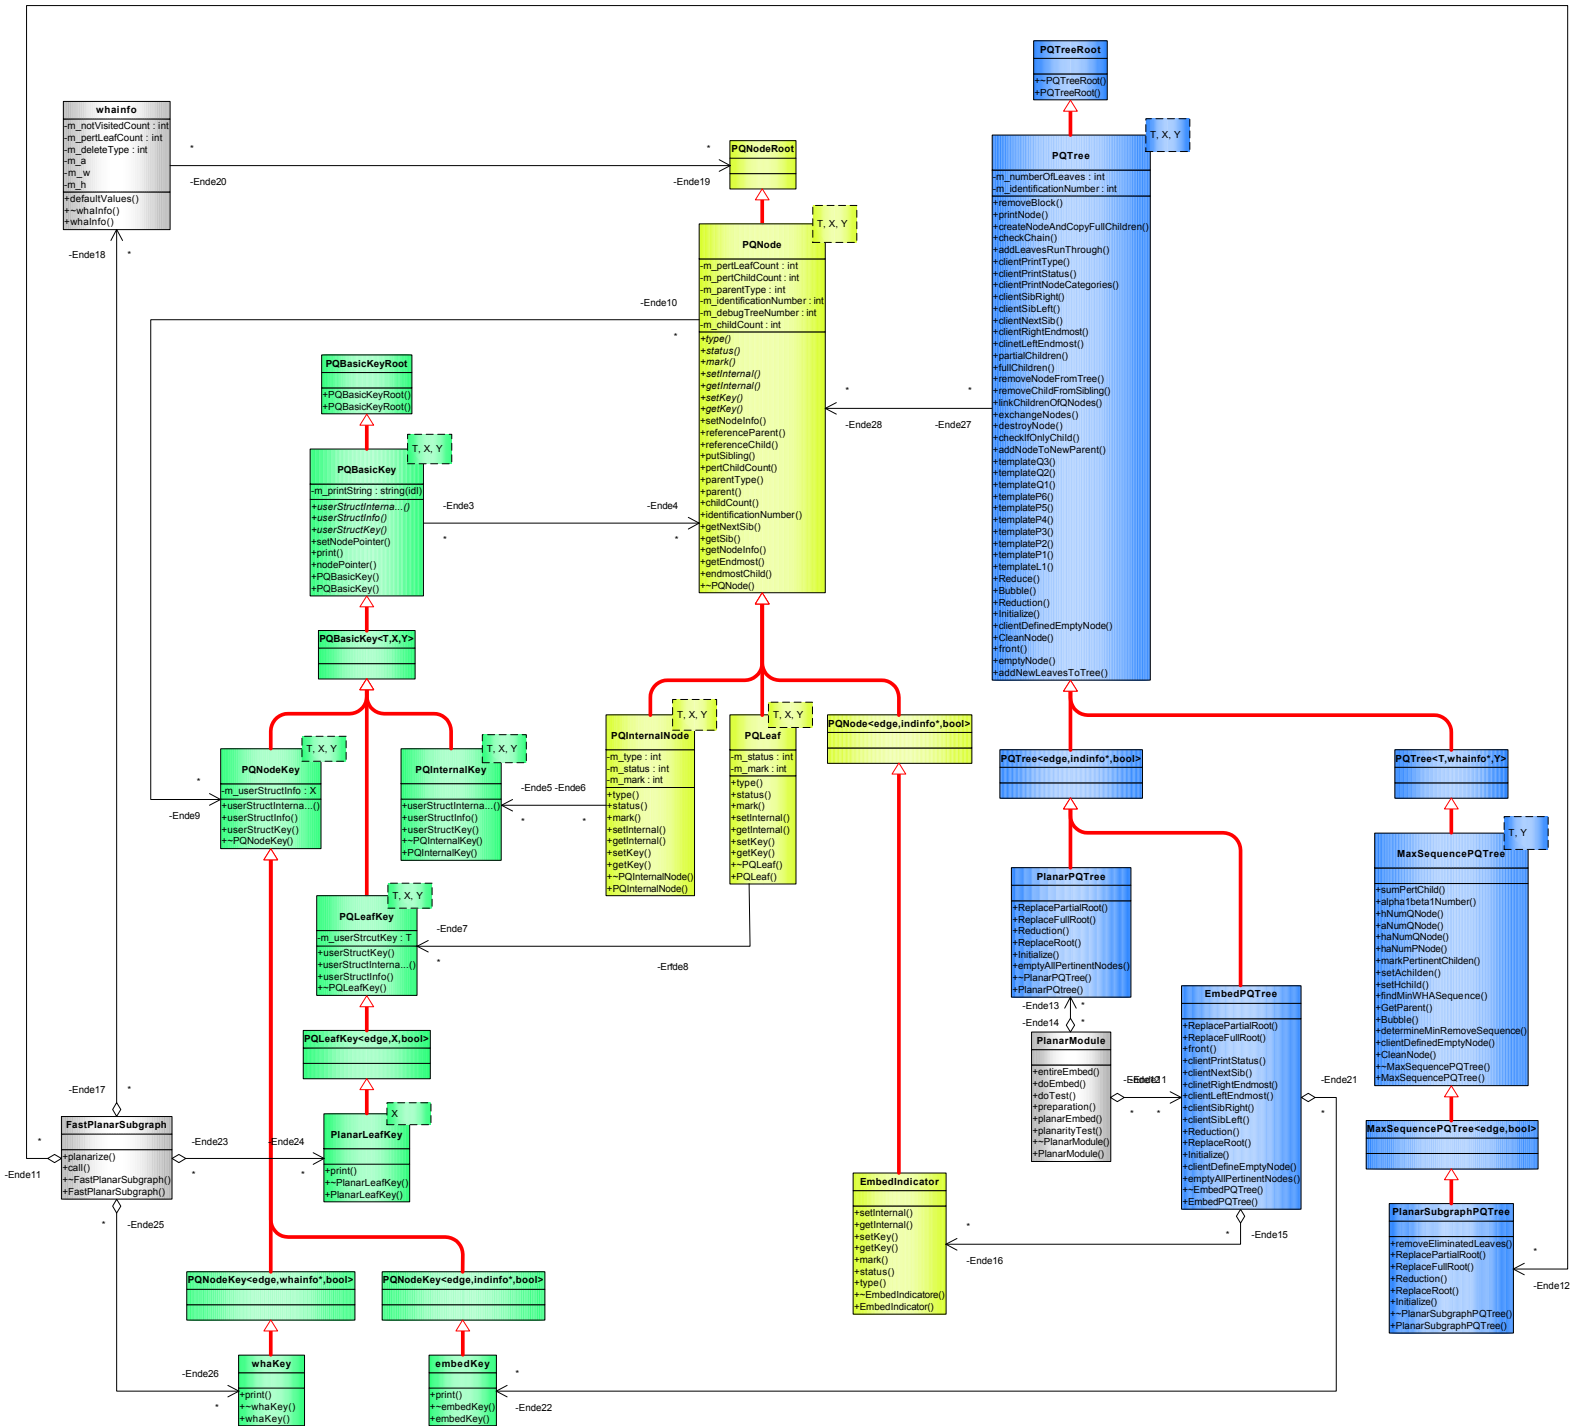 PQTreeRoot
+~PQTreeRoot()
+PQTreeRoot()
whainfo
-m_notVisitedCount : int
-m_pertLeafCount : int
-m_deleteType : int
-m_a
-m_w
-m_h
+defaultValues()
+~whaInfo()
+whaInfo()
*
-Ende20
*
-Ende19
-Ende18
*
PQNodeRoot
T, X, Y
PQNode
-m_pertLeafCount : int
-m_pertChildCount : int
-m_parentType : int
-m_identificationNumber : int
-m_debugTreeNumber : int
-m_childCount : int
+type()
+status()
+mark()
+setInternal()
+getInternal()
+setKey()
+getKey()
+setNodeInfo()
+referenceParent()
+referenceChild()
+putSibling()
+pertChildCount()
+parentType()
+parent()
+childCount()
+identificationNumber()
+getNextSib()
+getSib()
+getNodeInfo()
+getEndmost()
+endmostChild()
+~PQNode()
-Ende10
*
T, X, Y
PQTree
-m_numberOfLeaves : int
-m_identificationNumber : int
+removeBlock()
+printNode()
+createNodeAndCopyFullChildren()
+checkChain()
+addLeavesRunThrough()
+clientPrintType()
+clientPrintStatus()
+clientPrintNodeCategories()
+clientSibRight()
+clientSibLeft()
+clientNextSib()
+clientRightEndmost()
+clinetLeftEndmost()
+partialChildren()
+fullChildren()
+removeNodeFromTree()
+removeChildFromSibling()
+linkChildrenOfQNodes()
+exchangeNodes()
+destroyNode()
+checkIfOnlyChild()
+addNodeToNewParent()
+templateQ3()
+templateQ2()
+templateQ1()
+templateP6()
+templateP5()
+templateP4()
+templateP3()
+templateP2()
+templateP1()
+templateL1()
+Reduce()
+Bubble()
+Reduction()
+Initialize()
+clientDefinedEmptyNode()
+CleanNode()
+front()
+emptyNode()
+addNewLeavesToTree()
*
-Ende28
*
-Ende27
PQBasicKeyRoot
+PQBasicKeyRoot()
+PQBasicKeyRoot()
T, X, Y
PQBasicKey
-m_printString : string(idl)
+userStructInterna...()
+userStructInfo()
+userStructKey()
+setNodePointer()
+print()
+nodePointer()
+PQBasicKey()
+PQBasicKey()
-Ende3
*
-Ende4
*
PQBasicKey<T,X,Y>
T, X, Y
PQNodeKey
-m_userStructInfo : X
+userStructInterna...()
+userStructInfo()
+userStructKey()
+~PQNodeKey()
*
-Ende9
T, X, Y
PQInternalKey
+userStructInterna...()
+userStructInfo()
+userStructKey()
+~PQInternalKey()
+PQInternalKey()
-Ende5 -Ende6
*
*
T, X, Y
PQInternalNode
-m_type : int
-m_status : int
-m_mark : int
+type()
+status()
+mark()
+setInternal()
+getInternal()
+setKey()
+getKey()
+~PQInternalNode()
+PQInternalNode()
T, X, Y
PQLeaf
-m_status : int
-m_mark : int
+type()
+status()
+mark()
+setInternal()
+getInternal()
+setKey()
+getKey()
+~PQLeaf()
+PQLeaf()
PQNode<edge,indinfo*,bool>
PQTree<edge,indinfo*,bool>
PQTree<T,whainfo*,Y>
T, X, Y
PQLeafKey
-m_userStrcutKey : T
+userStructKey()
+userStructInterna...()
+userStructInfo()
+~PQLeafKey()
-Ende7
*
-Ende8
*
T, Y
MaxSequencePQTree
+sumPertChild()
+alpha1beta1Number()
+hNumQNode()
+aNumQNode()
+haNumQNode()
+haNumPNode()
+markPertinentChilden()
+setAchilden()
+setHchild()
+findMinWHASequence()
+GetParent()
+Bubble()
+determineMinRemoveSequence()
+clientDefinedEmptyNode()
+CleanNode()
+~MaxSequencePQTree()
+MaxSequencePQTree()
PlanarPQTree
+ReplacePartialRoot()
+ReplaceFullRoot()
+Reduction()
+ReplaceRoot()
+Initialize()
+emptyAllPertinentNodes()
+~PlanarPQTree()
+PlanarPQtree()
-Ende13
*
-Ende14
*
PlanarModule
+entireEmbed()
+doEmbed()
+doTest()
+preparation()
+planarEmbed()
+planarityTest()
+~PlanarModule()
+PlanarModule()
*
*
EmbedPQTree
+ReplacePartialRoot()
+ReplaceFullRoot()
+front()
+clientPrintStatus()
+clientNextSib()
+clinetRightEndmost()
+clientLeftEndmost()
+clientSibRight()
+clientSibLeft()
+Reduction()
+ReplaceRoot()
+Initialize()
+clientDefineEmptyNode()
+emptyAllPertinentNodes()
+~EmbedPQTree()
+EmbedPQTree()
-Ende21
*
PQLeafKey<edge,X,bool>
X
PlanarLeafKey
+print()
+~PlanarLeafKey()
+PlanarLeafKey()
-Ende17
*
FastPlanarSubgraph
+planarize()
+call()
+~FastPlanarSubgraph()
+FastPlanarSubgraph()
*
-Ende11
-Ende23
*
-Ende24
*
*
-Ende25
MaxSequencePQTree<edge,bool>
PlanarSubgraphPQTree
+removeEliminatedLeaves()
+ReplacePartialRoot()
+ReplaceFullRoot()
+Reduction()
+ReplaceRoot()
+Initialize()
+~PlanarSubgraphPQTree()
+PlanarSubgraphPQTree()
*
-Ende12
EmbedIndicator
+setInternal()
+getInternal()
+setKey()
+getKey()
+mark()
+status()
+type()
+~EmbedIndicatore()
+EmbedIndicator()
*
-Ende16
*
-Ende15
PQNodeKey<edge,whainfo*,bool>
PQNodeKey<edge,indinfo*,bool>
whaKey
+print()
+~whaKey()
+whaKey()
-Ende26
*
embedKey
+print()
+~embedKey()
+embedKey()
*
-Ende22